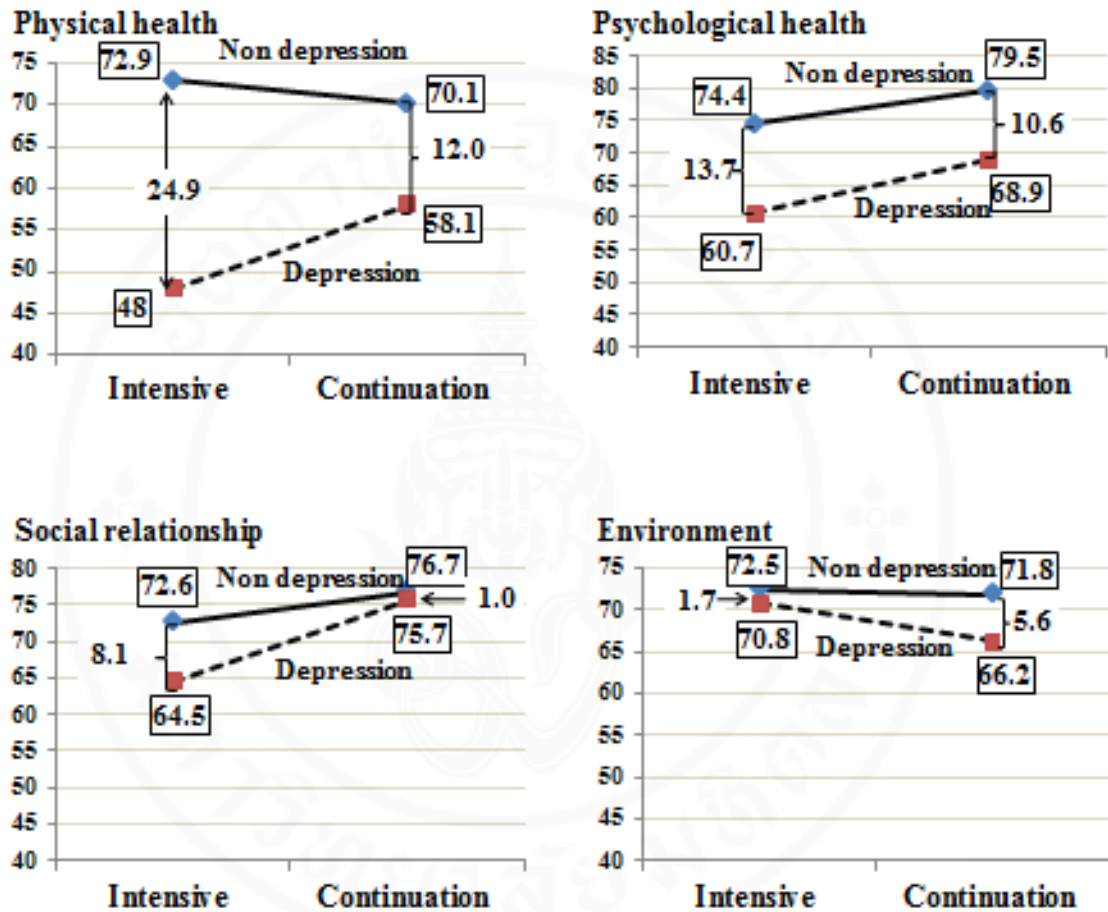 Physical health
75
70
65
60
55
50
45
40
72.9
Non depression
70.1
12.0
24.9
58.1
Depression
48
Intensive
Continuation
Psychological health
85
80
75
70
65
60
55
50
45
40
79.5
Non depression
74.4
10.6
13.7
68.9
Depression
60.7
Intensive
Continuation
Social relationship
80
75
70
65
60
55
50
45
40
76.7
Non depression
72.6
1.0
75.7
8.1
Depression
64.5
Intensive
Continuation
Environment
75
70
65
60
55
50
45
40
72.5
Non depression
71.8
1.7
5.6
70.8
Depression
66.2
Intensive
Continuation